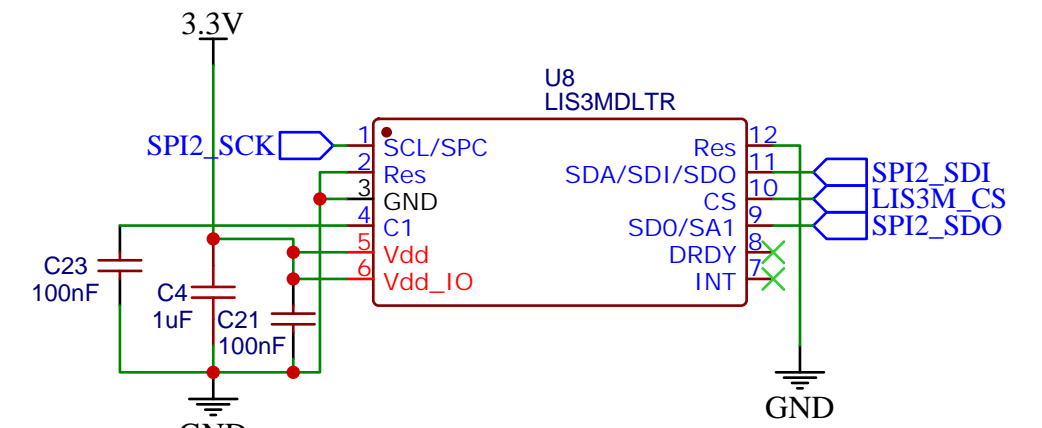 3.3V
U8
LIS3MDLTR
SPI2_SCK
1 SCL/SPC
2 Res
3 GND
4 C1
5 Vdd
6 Vdd_IO
Res 12
SDA/SDI/SDO 11
CS 10
SD0/SA1 9
DRDY 8
INT 7
SPI2_SDI
LIS3M_CS
SPI2_SDO
C23
100nF
C4
1uF
C21
100nF
GND
GND